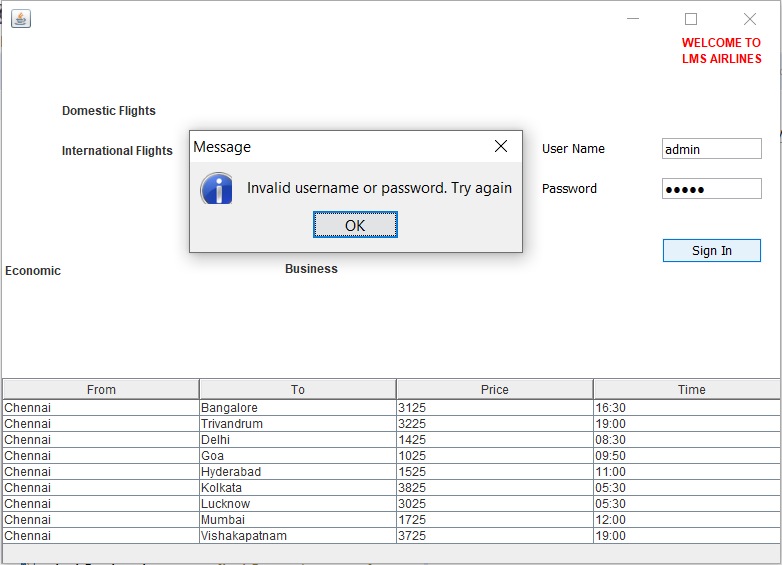 WELCOME TO
LMS AIRLINES
Domestic Flights
International Flights
Message
Invalid username or password. Try again
OK
User Name admin
Password ●●●●●
Sign In
Economic
Business
From To Price Time
Chennai Bangalore 3125 16:30
Chennai Trivandrum 3225 19:00
Chennai Delhi 1425 08:30
Chennai Goa 1025 09:50
Chennai Hyderabad 1525 11:00
Chennai Kolkata 3825 05:30
Chennai Lucknow 3025 05:30
Chennai Mumbai 1725 12:00
Chennai Vishakapatnam 3725 19:00